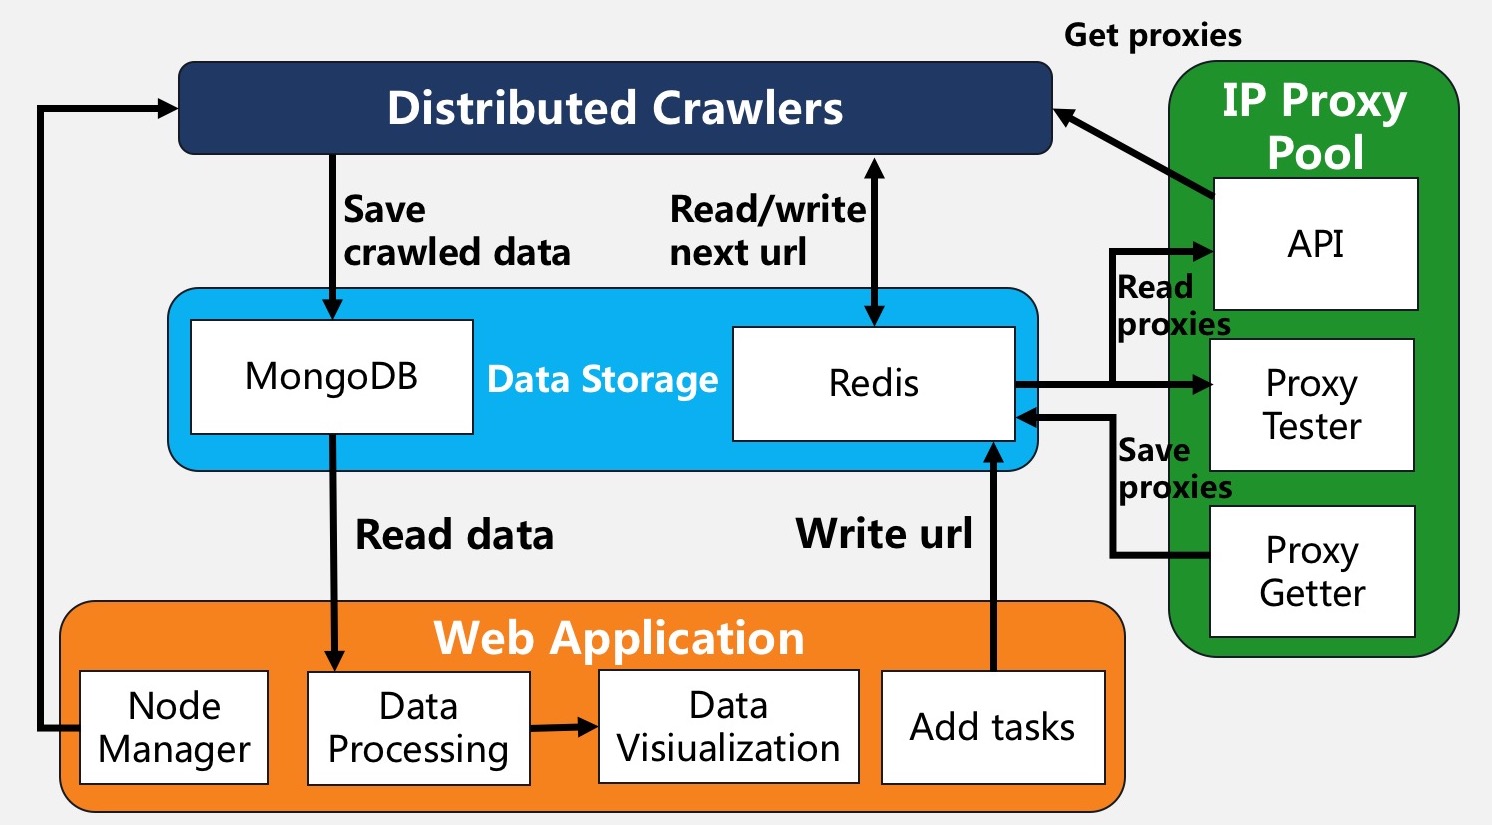 Get proxies
Distributed Crawlers
IP Proxy
Pool
Save
crawled data
Read/write
next url
API
Read
proxies
MongoDB
Data Storage
Redis
Proxy
Tester
Save
proxies
Read data
Write url
Proxy
Getter
Web Application
Node
Manager
Data
Processing
Data
Visiualization
Add tasks